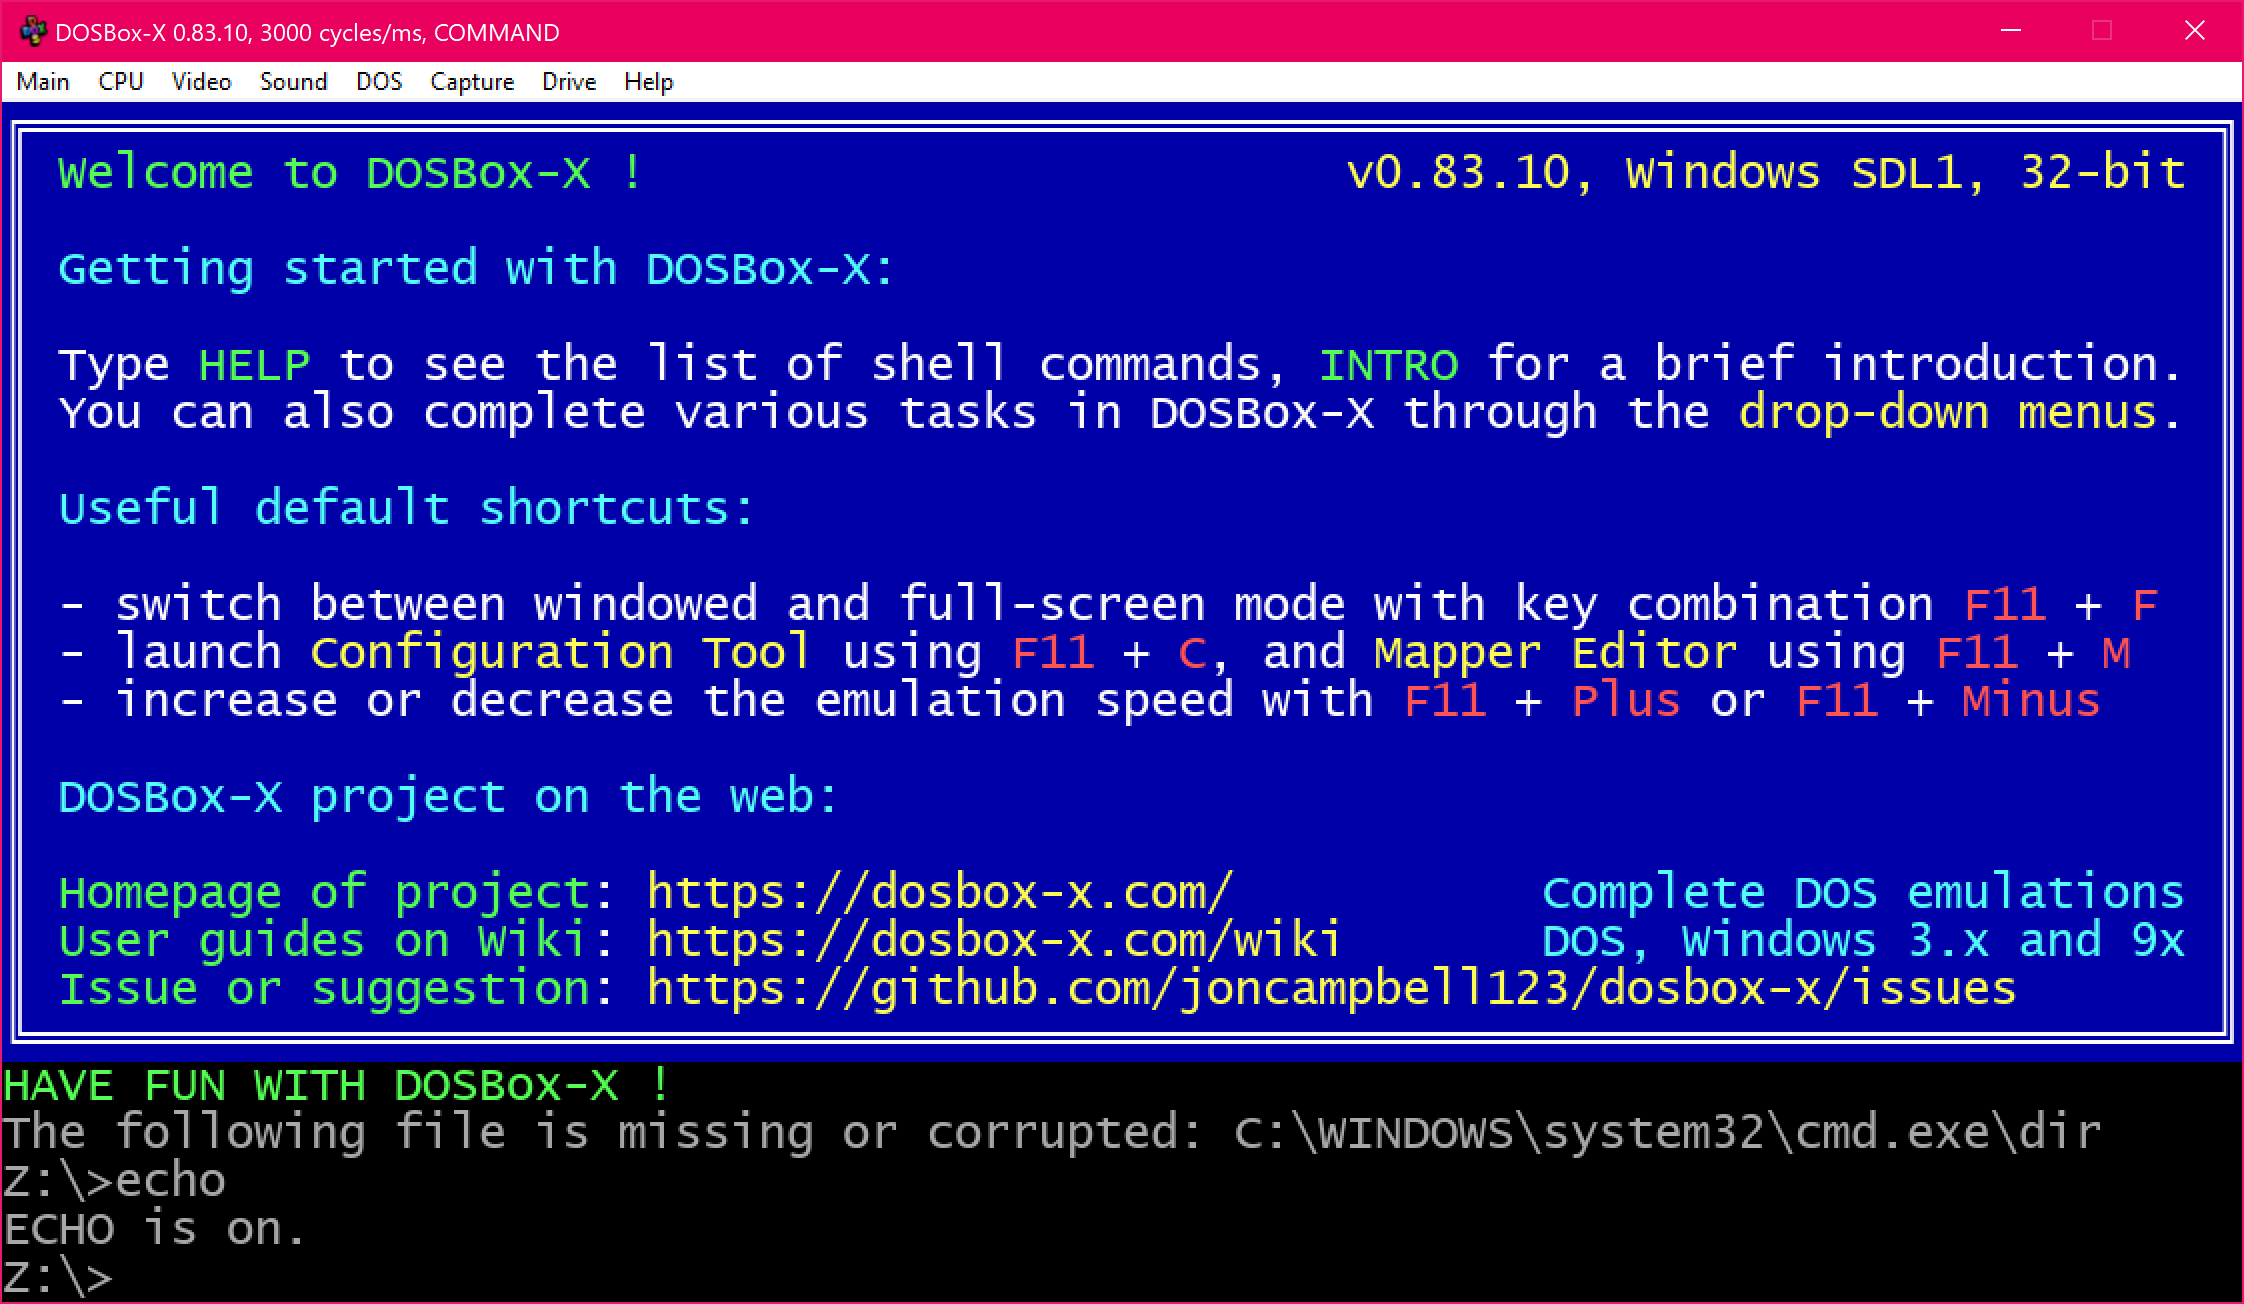 DOSBox-X 0.83.10, 3000 cycles/ms, COMMAND
Main CPU Video Sound DOS Capture Drive Help
Welcome to DOSBox-X ! v0.83.10, Windows SDL1, 32-bit
Getting started with DOSBox-X:
Type HELP to see the list of shell commands, INTRO for a brief introduction.
You can also complete various tasks in DOSBox-X through the drop-down menus.
Useful default shortcuts:
- switch between windowed and full-screen mode with key combination F11 + F
- launch Configuration Tool using F11 + C, and Mapper Editor using F11 + M
- increase or decrease the emulation speed with F11 + Plus or F11 + Minus
DOSBox-X project on the web:
Homepage of project: https://dosbox-x.com/ Complete DOS emulations
User guides on Wiki: https://dosbox-x.com/wiki DOS, Windows 3.x and 9x
Issue or suggestion: https://github.com/joncampbell123/dosbox-x/issues
HAVE FUN WITH DOSBox-X !
The following file is missing or corrupted: C:\WINDOWS\system32\cmd.exe\dir
Z:\>echo
ECHO is on.
Z:\>